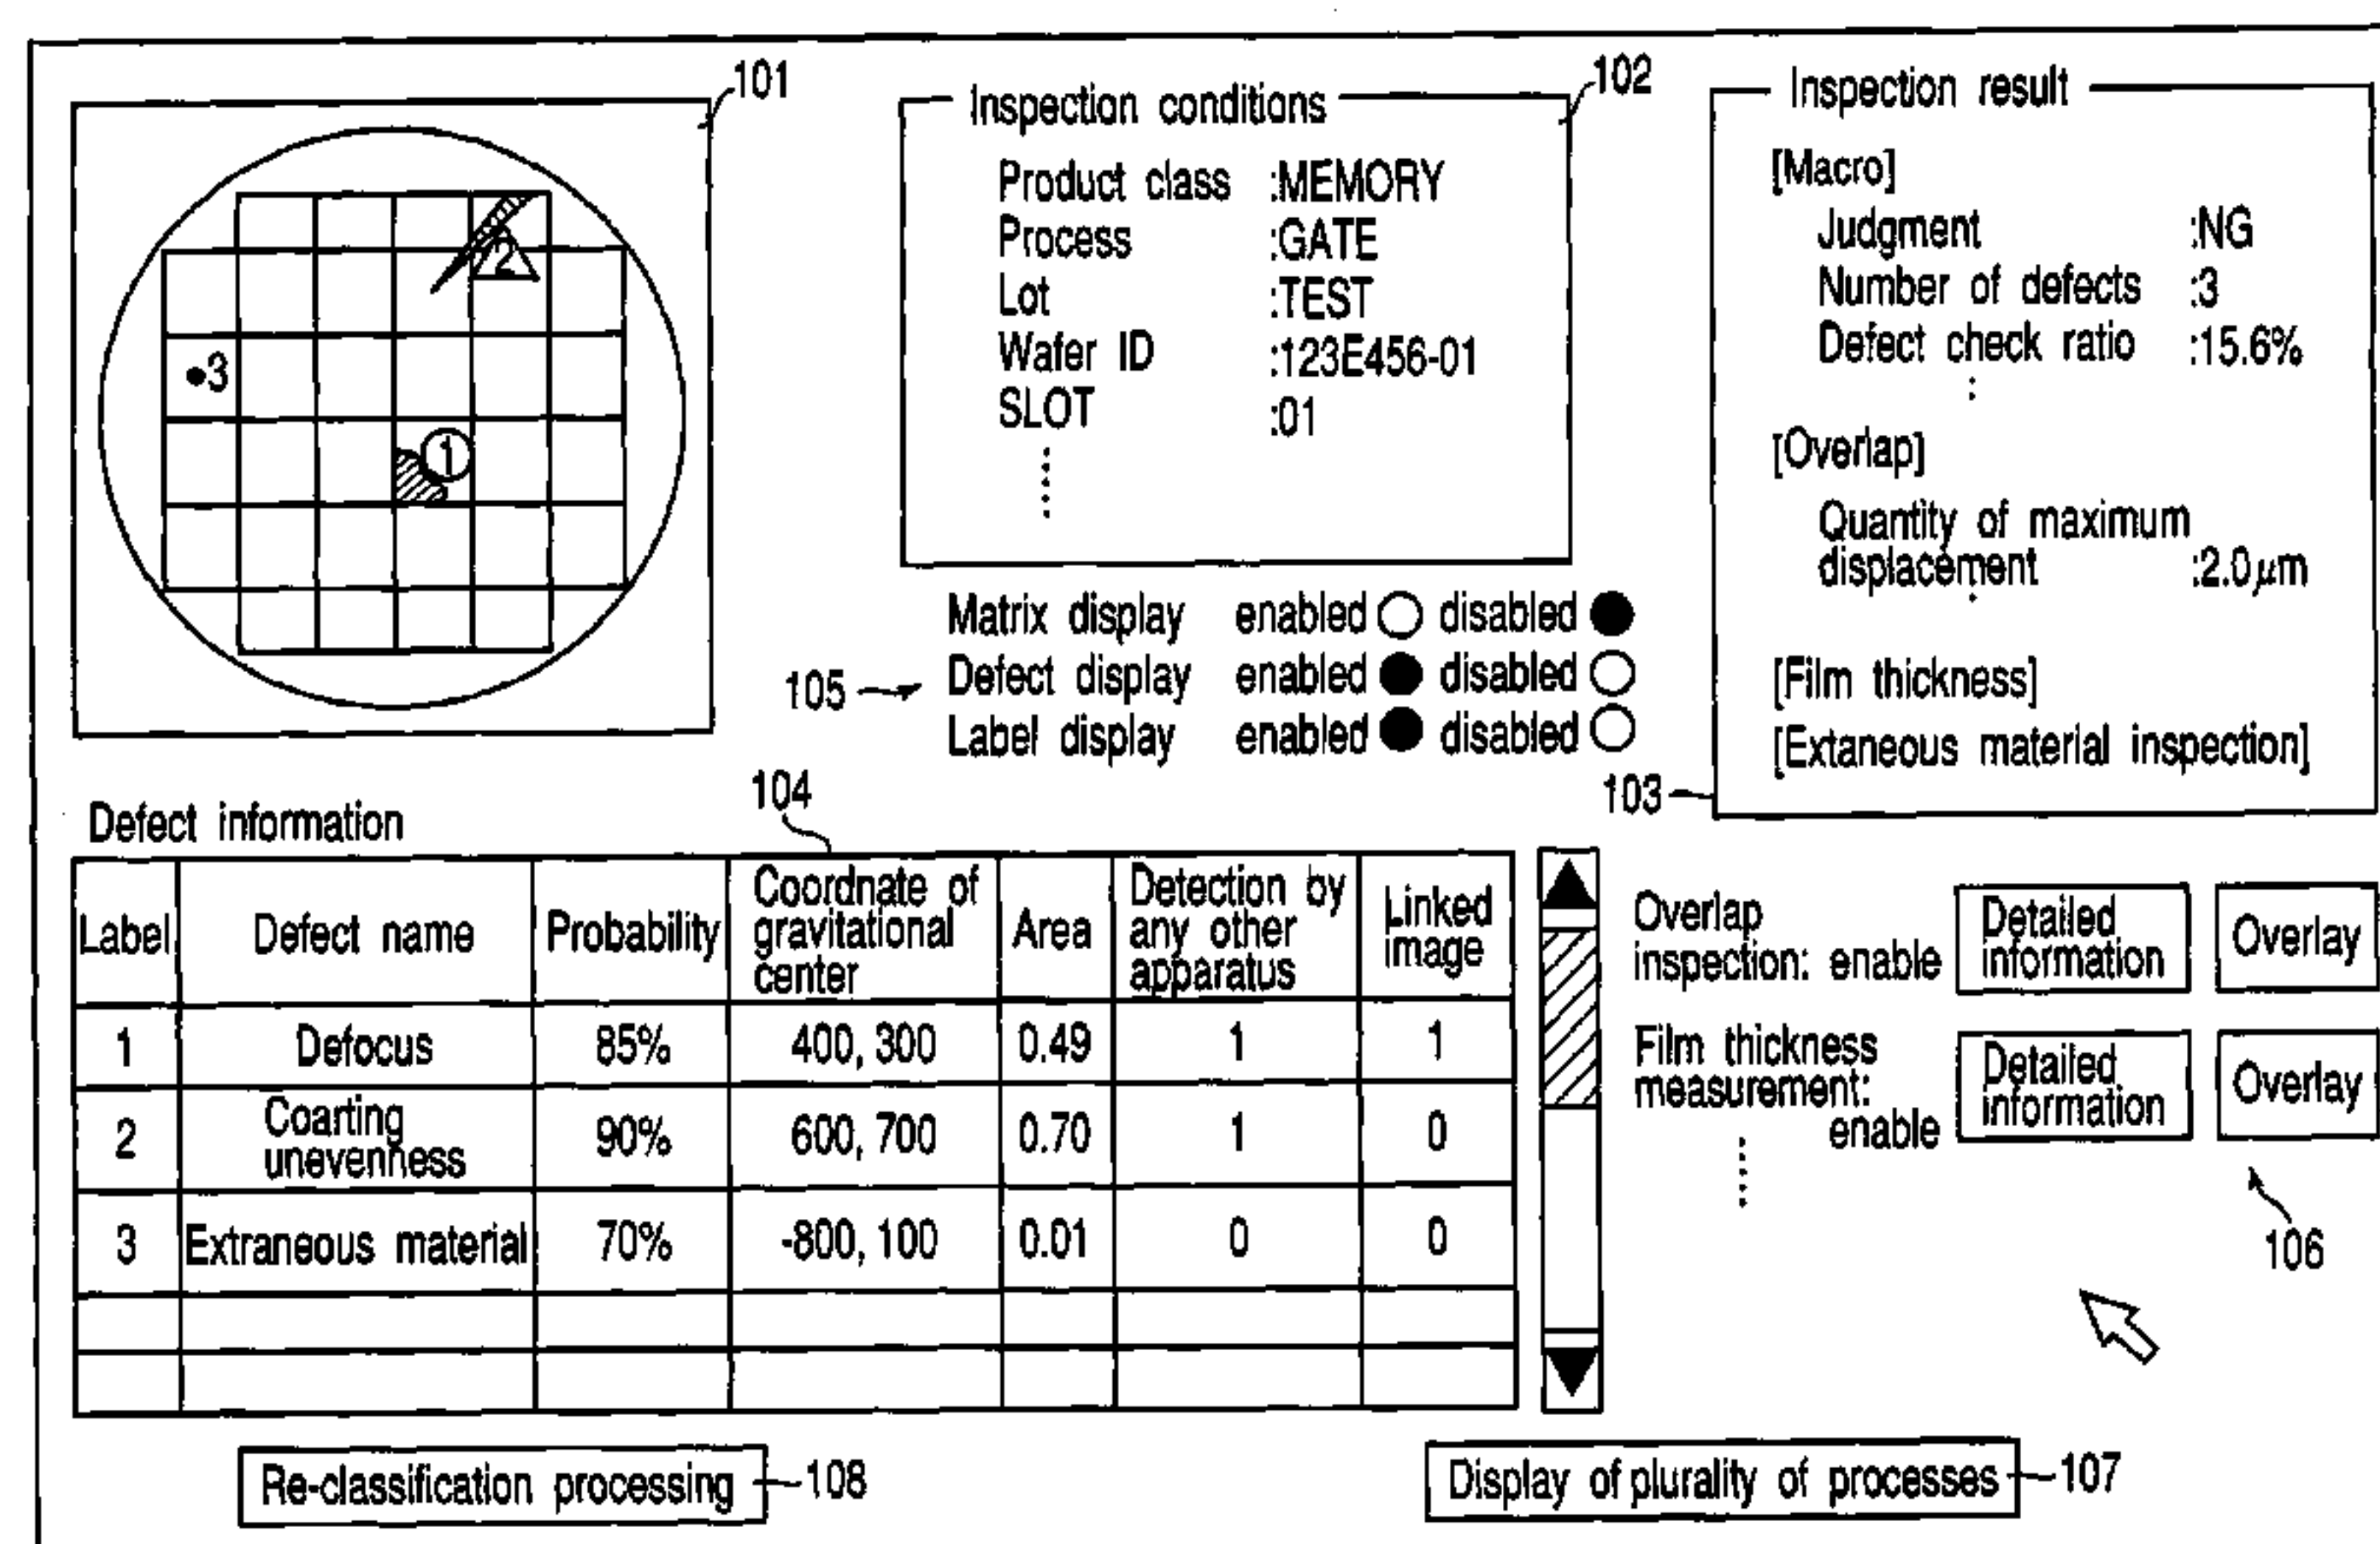 101
2
3
1
102
Inspection conditions
Product class :MEMORY
Process :GATE
Lot :TEST
Wafer ID :123E456-01
SLOT :01
Inspection result
[Macro]
Judgment :NG
Number of defects :3
Defect check ratio :15.6%
[Overlap]
Quantity of maximum
displacement :2.0μm
[Film thickness]
[Extaneous material inspection]
103
105
Matrix display enabled disabled
Defect display enabled disabled
Label display enabled disabled
Defect information
104
Label Defect name Probability Coordnate of gravitational center Area Detection by any other apparatus Linked image
1 Defocus 85% 400, 300 0.49 1 1
2 Coarting unevenness 90% 600, 700 0.70 1 0
3 Extraneous material 70% -800, 100 0.01 0 0
Overlap
inspection: enable
Detailed
information
Overlay
Film thickness
measurement:
enable
Detailed
information
Overlay
106
Re-classification processing
108
Display of plurality of processes
107